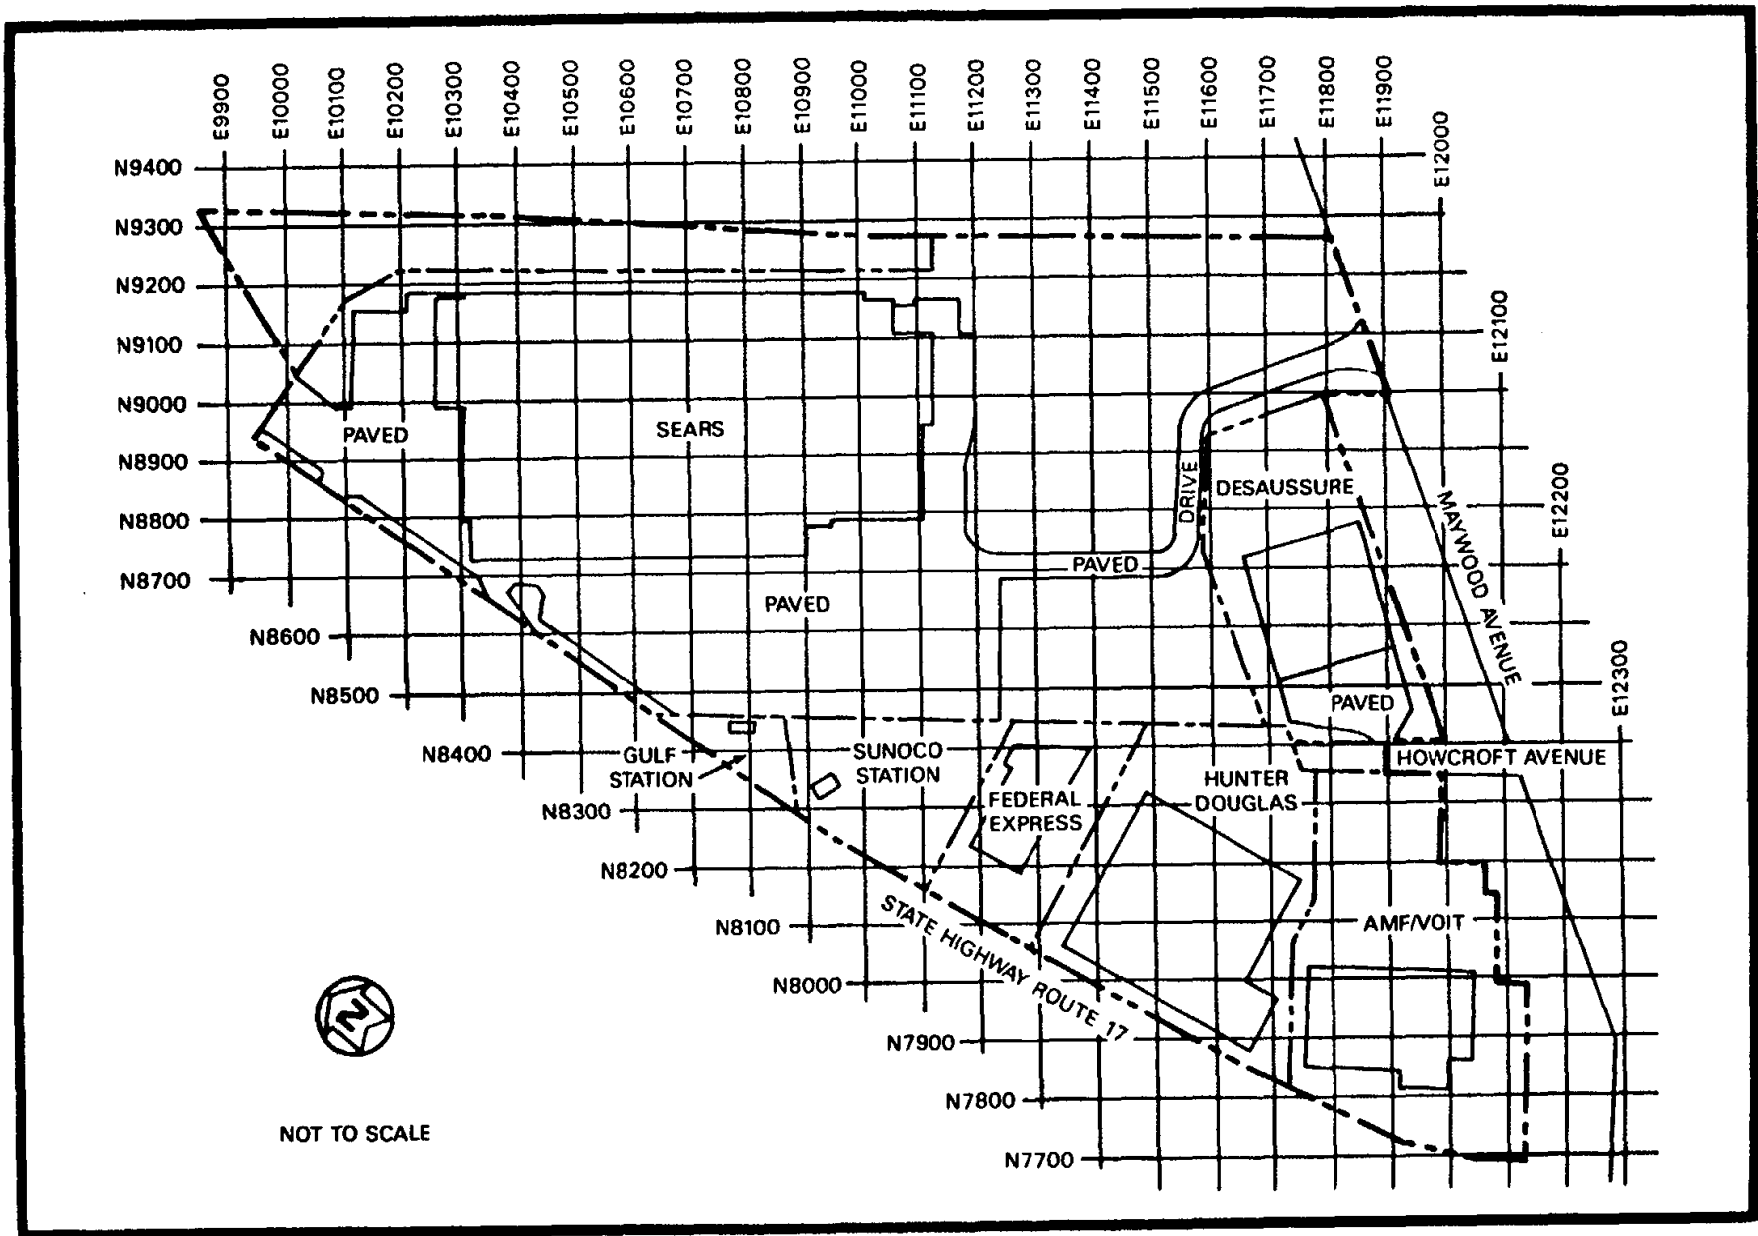 E9900
E10000
E10100
E10200
E10300
E10400
E10500
E10600
E10700
E10800
E10900
E11000
E11100
E11200
E11300
E11400
E11500
E11600
E11700
E11800
E11900
E12000
E12100
E12200
E12300
N9400
N9300
N9200
N9100
N9000
N8900
N8800
N8700
N8600
N8500
N8400
N8300
N8200
N8100
N8000
N7900
N7800
N7700
PAVED
SEARS
DRIVE
DESAUSSURE
MAYWOOD AVENUE
PAVED
PAVED
PAVED
GULF
STATION
SUNOCO
STATION
FEDERAL
EXPRESS
HUNTER
DOUGLAS
HOWCROFT AVENUE
AMF/VOIT
STATE HIGHWAY ROUTE 17
N
NOT TO SCALE